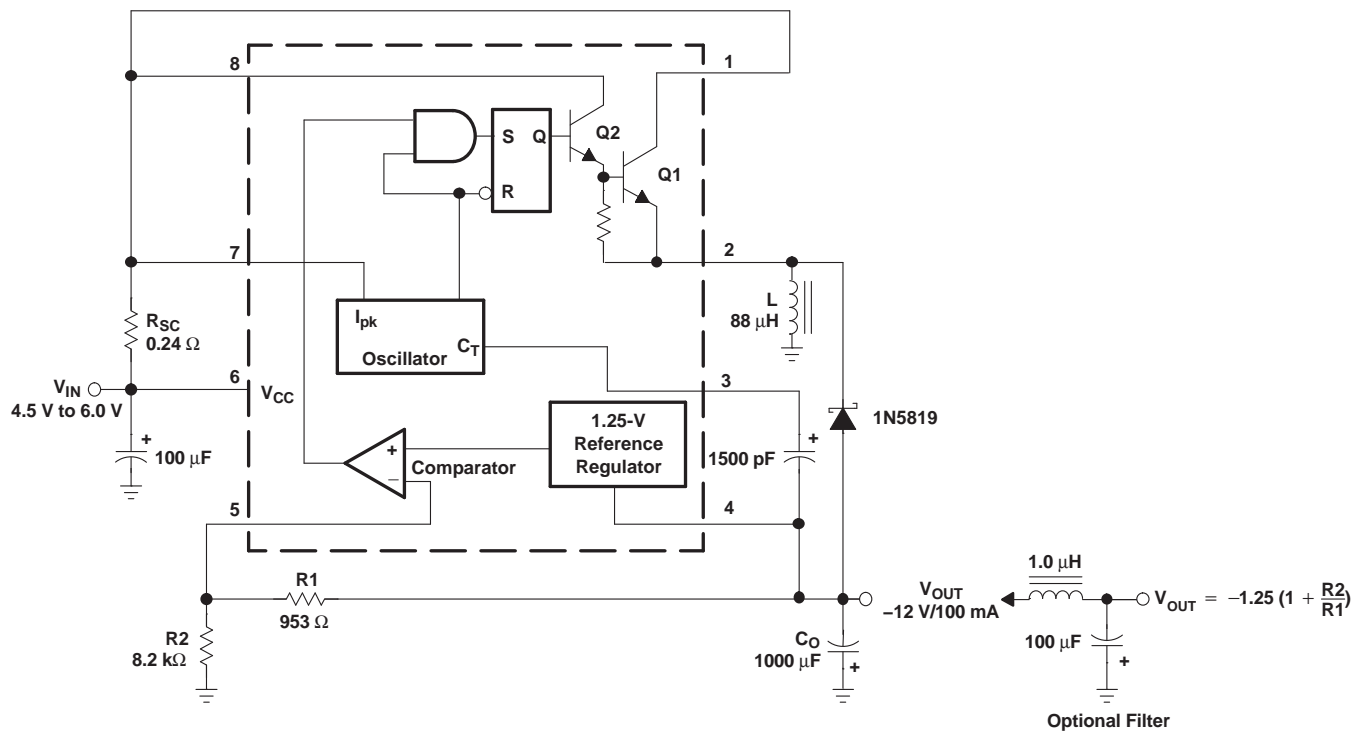 8
1
S
Q
Q2
Q1
R
7
2
Ipk
CT
Oscillator
RSC
0.24 Ω
L
88 μH
VIN
4.5 V to 6.0 V
6
VCC
3
+
100 μF
1.25-V
Reference
Regulator
+
−
Comparator
1500 pF
+
1N5819
5
4
R1
953 Ω
R2
8.2 kΩ
VOUT
−12 V/100 mA
CO
1000 μF
+
1.0 μH
VOUT = −1.25 (1 + R2/R1)
100 μF
+
Optional Filter